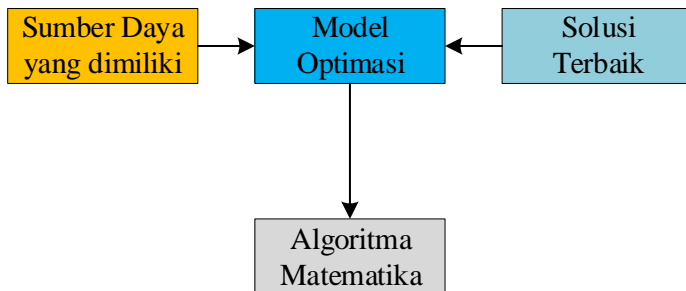 Sumber Daya
yang dimiliki
Model
Optimasi
Solusi
Terbaik
Algoritma
Matematika